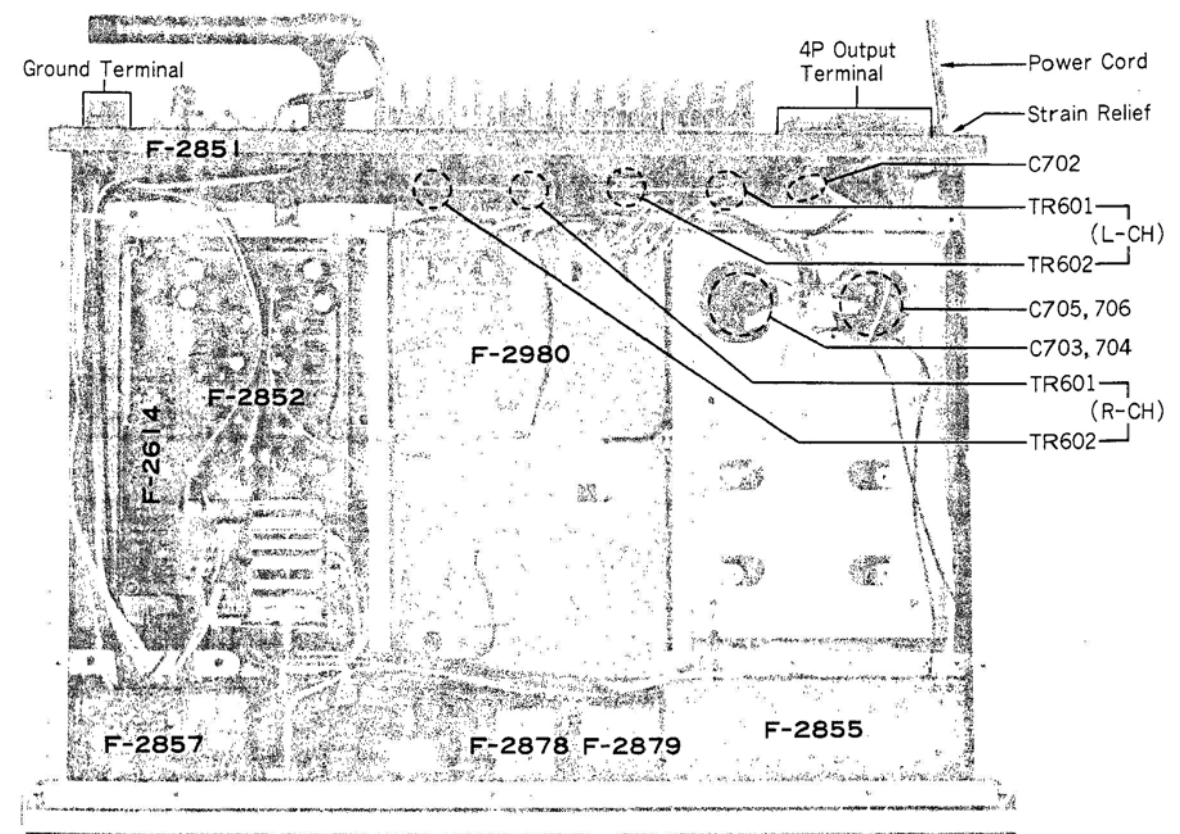 4P Output
Terminal
Power Cord
Ground Terminal
Strain Relief
F-2851
C702
TR601
(L-CH)
TR602
C705, 706
F-2980
C703, 704
F-2852
TR601
(R-CH)
F-2614
TR602
F-2857
F-2878
F-2879
F-2855